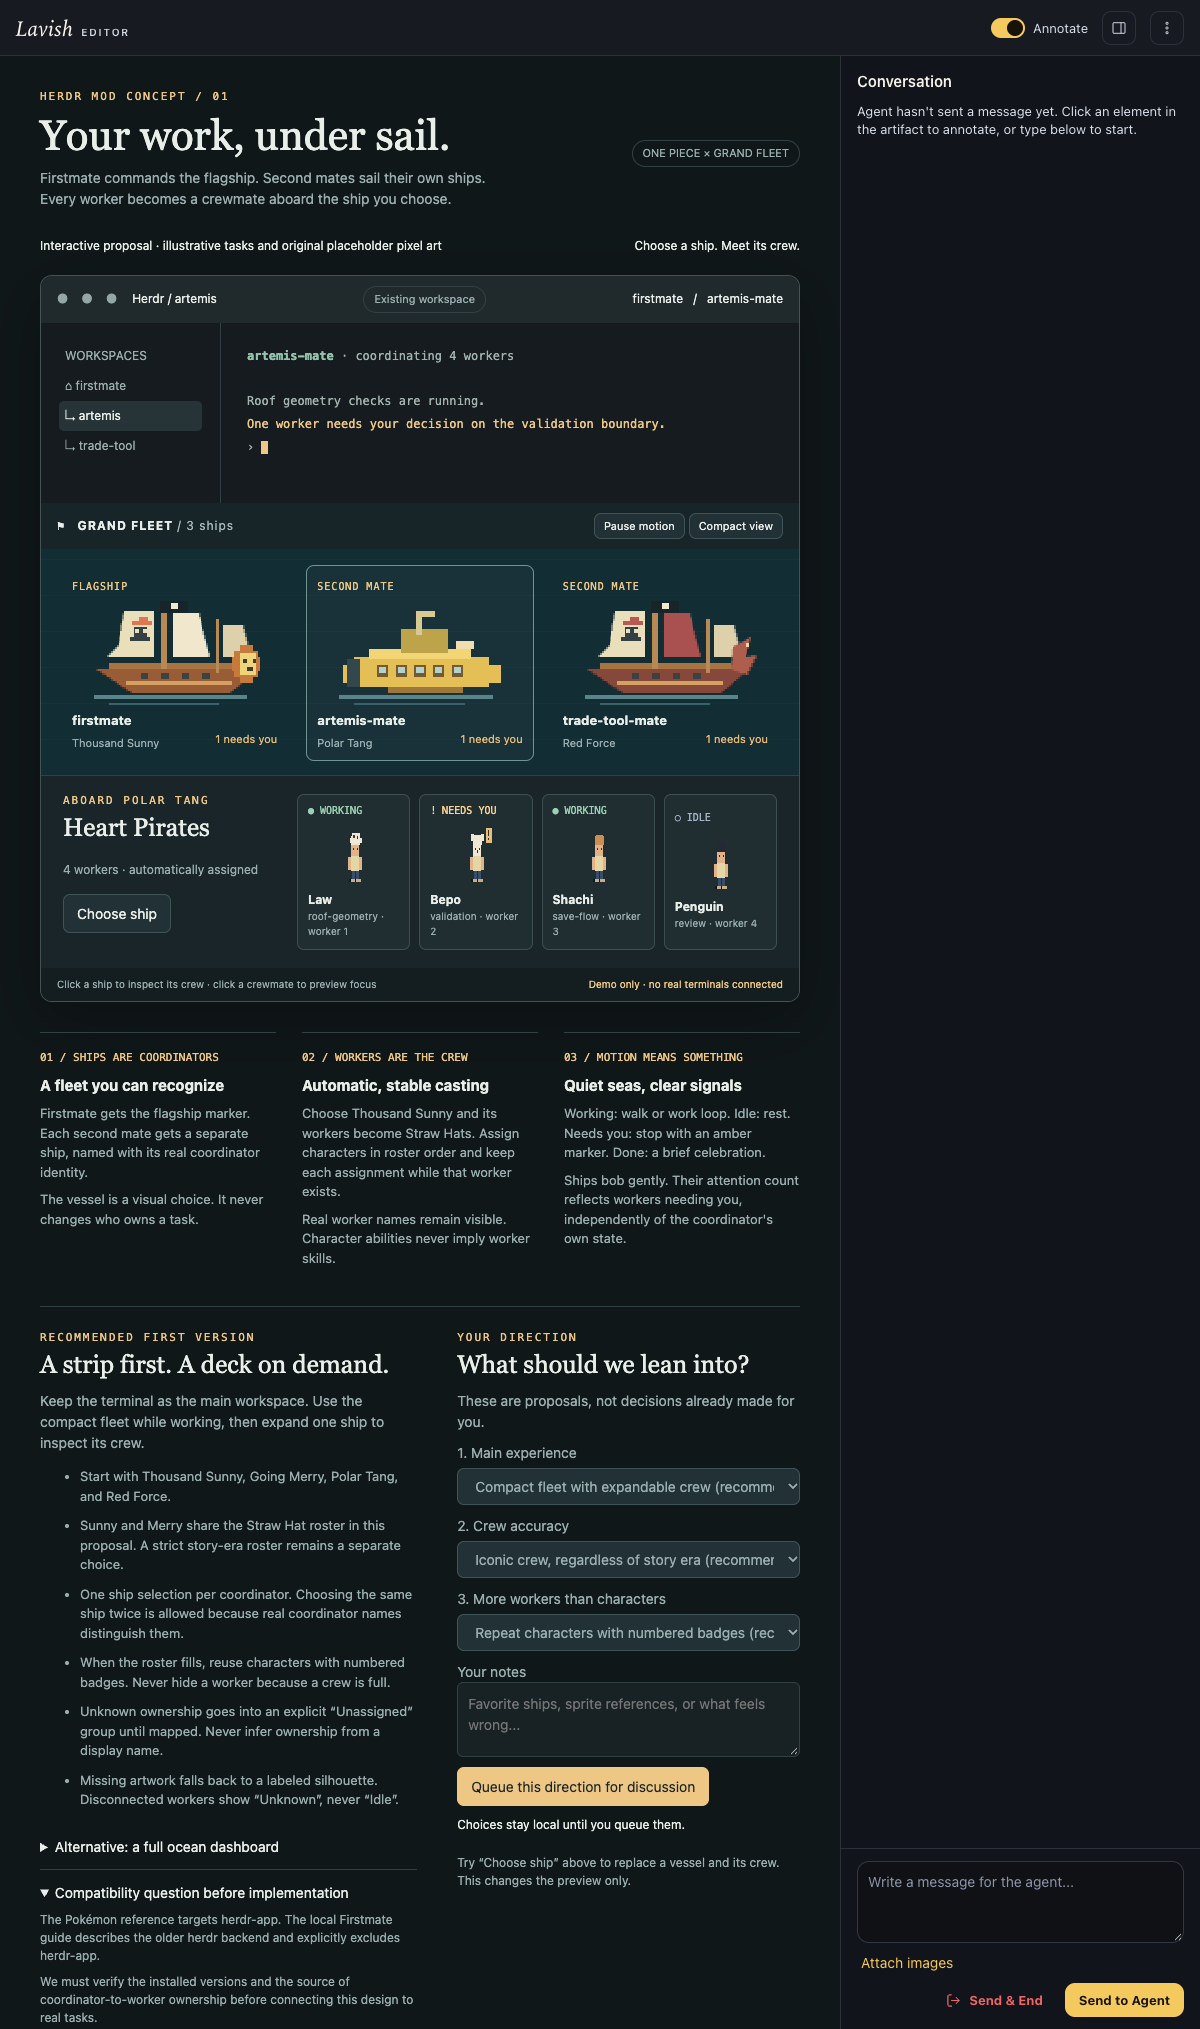 Lavish EDITOR
Annotate
HERDR MOD CONCEPT / 01
Your work, under sail.
Firstmate commands the flagship. Second mates sail their own ships.
Every worker becomes a crewmate aboard the ship you choose.
ONE PIECE × GRAND FLEET
Interactive proposal · illustrative tasks and original placeholder pixel art
Choose a ship. Meet its crew.
Herdr / artemis
Existing workspace
firstmate / artemis-mate
WORKSPACES
⌂ firstmate
↳ artemis
↳ trade-tool
artemis-mate · coordinating 4 workers
Roof geometry checks are running.
One worker needs your decision on the validation boundary.
›
⚑ GRAND FLEET / 3 ships
Pause motion
Compact view
FLAGSHIP
firstmate
Thousand Sunny
1 needs you
SECOND MATE
artemis-mate
Polar Tang
1 needs you
SECOND MATE
trade-tool-mate
Red Force
1 needs you
ABOARD POLAR TANG
Heart Pirates
4 workers · automatically assigned
Choose ship
● WORKING
Law
roof-geometry ·
worker 1
! NEEDS YOU
!
Bepo
validation · worker
2
● WORKING
Shachi
save-flow · worker
3
○ IDLE
Penguin
review · worker 4
Click a ship to inspect its crew · click a crewmate to preview focus
Demo only · no real terminals connected
01 / SHIPS ARE COORDINATORS
A fleet you can recognize
Firstmate gets the flagship marker.
Each second mate gets a separate
ship, named with its real coordinator
identity.
The vessel is a visual choice. It never
changes who owns a task.
02 / WORKERS ARE THE CREW
Automatic, stable casting
Choose Thousand Sunny and its
workers become Straw Hats. Assign
characters in roster order and keep
each assignment while that worker
exists.
Real worker names remain visible.
Character abilities never imply worker
skills.
03 / MOTION MEANS SOMETHING
Quiet seas, clear signals
Working: walk or work loop. Idle: rest.
Needs you: stop with an amber
marker. Done: a brief celebration.
Ships bob gently. Their attention count
reflects workers needing you,
independently of the coordinator's
own state.
RECOMMENDED FIRST VERSION
A strip first. A deck on demand.
Keep the terminal as the main workspace. Use the
compact fleet while working, then expand one ship to
inspect its crew.
• Start with Thousand Sunny, Going Merry, Polar Tang,
and Red Force.
• Sunny and Merry share the Straw Hat roster in this
proposal. A strict story-era roster remains a separate
choice.
• One ship selection per coordinator. Choosing the same
ship twice is allowed because real coordinator names
distinguish them.
• When the roster fills, reuse characters with numbered
badges. Never hide a worker because a crew is full.
• Unknown ownership goes into an explicit “Unassigned”
group until mapped. Never infer ownership from a
display name.
• Missing artwork falls back to a labeled silhouette.
Disconnected workers show “Unknown”, never “Idle”.
▶ Alternative: a full ocean dashboard
▼ Compatibility question before implementation
The Pokémon reference targets herdr-app. The local Firstmate
guide describes the older herdr backend and explicitly excludes
herdr-app.
We must verify the installed versions and the source of
coordinator-to-worker ownership before connecting this design to
real tasks.
YOUR DIRECTION
What should we lean into?
These are proposals, not decisions already made for
you.
1. Main experience
Compact fleet with expandable crew (recomm
2. Crew accuracy
Iconic crew, regardless of story era (recommer
3. More workers than characters
Repeat characters with numbered badges (rec
Your notes
Favorite ships, sprite references, or what feels
wrong...
Queue this direction for discussion
Choices stay local until you queue them.
Try “Choose ship” above to replace a vessel and its crew.
This changes the preview only.
Conversation
Agent hasn't sent a message yet. Click an element in
the artifact to annotate, or type below to start.
Write a message for the agent...
Attach images
Send & End
Send to Agent